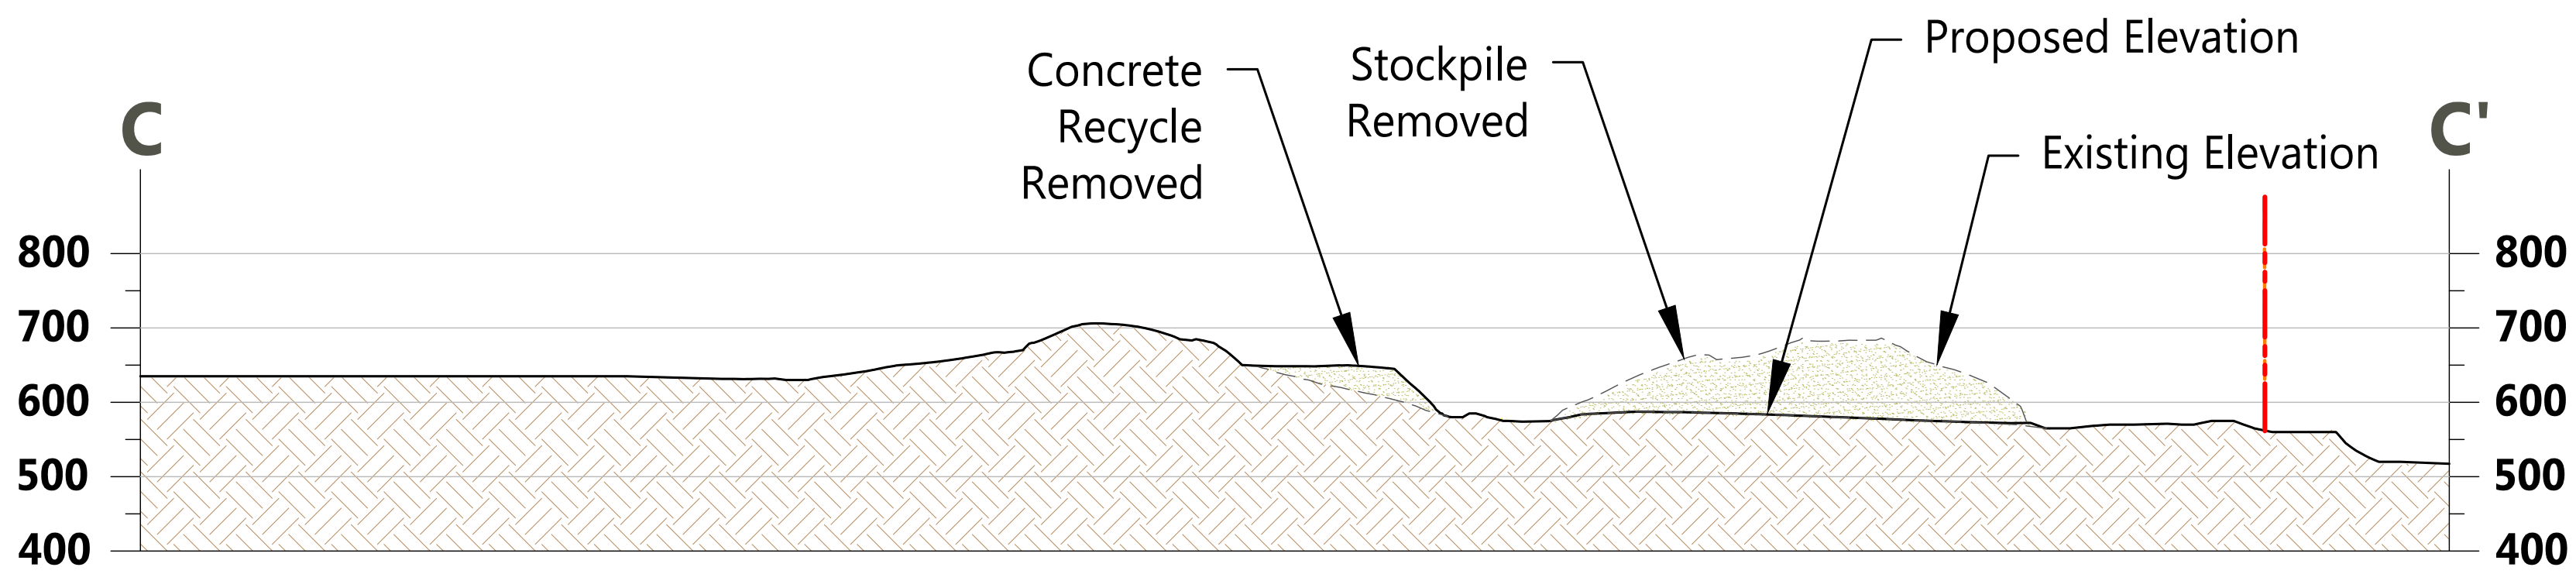 Proposed Elevation
Concrete
Recycle
Removed
Stockpile
Removed
Existing Elevation
C
C'
800
800
700
700
600
600
500
500
400
400